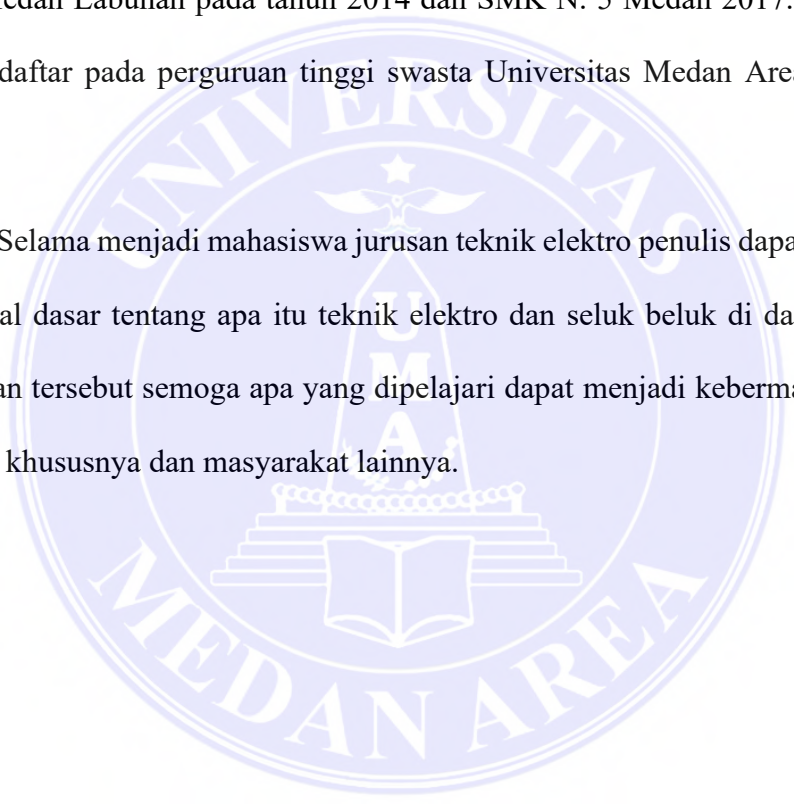 edan Labuhan pada tahun 2014 dan SMK N. 5 Medan 2017.
daftar pada perguruan tinggi swasta Universitas Medan Area
UNIVERSITAS
Selama menjadi mahasiswa jurusan teknik elektro penulis dapa
al dasar tentang apa itu teknik elektro dan seluk beluk di da
an tersebut semoga apa yang dipelajari dapat menjadi keberma
khususnya dan masyarakat lainnya.
UMA
MEDAN AREA